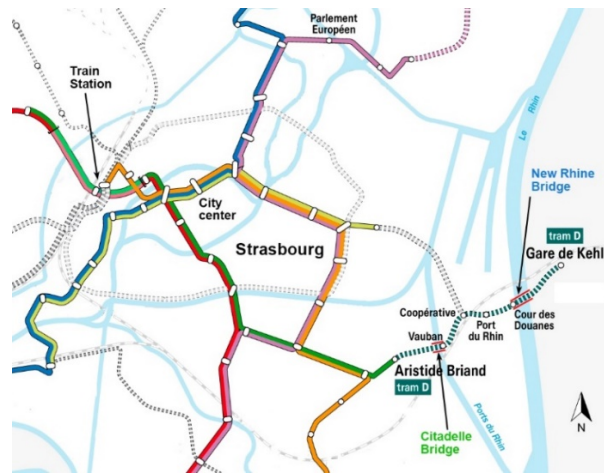 Parlement
Européen
Train
Station
Le Rhin
New Rhine
Bridge
City
center
tram D
Gare de Kehl
Strasbourg
Coopérative
Port
du Rhin
Cour des
Douanes
Vauban
Aristide Briand
tram D
Citadelle
Bridge
Ports du Rhin
N